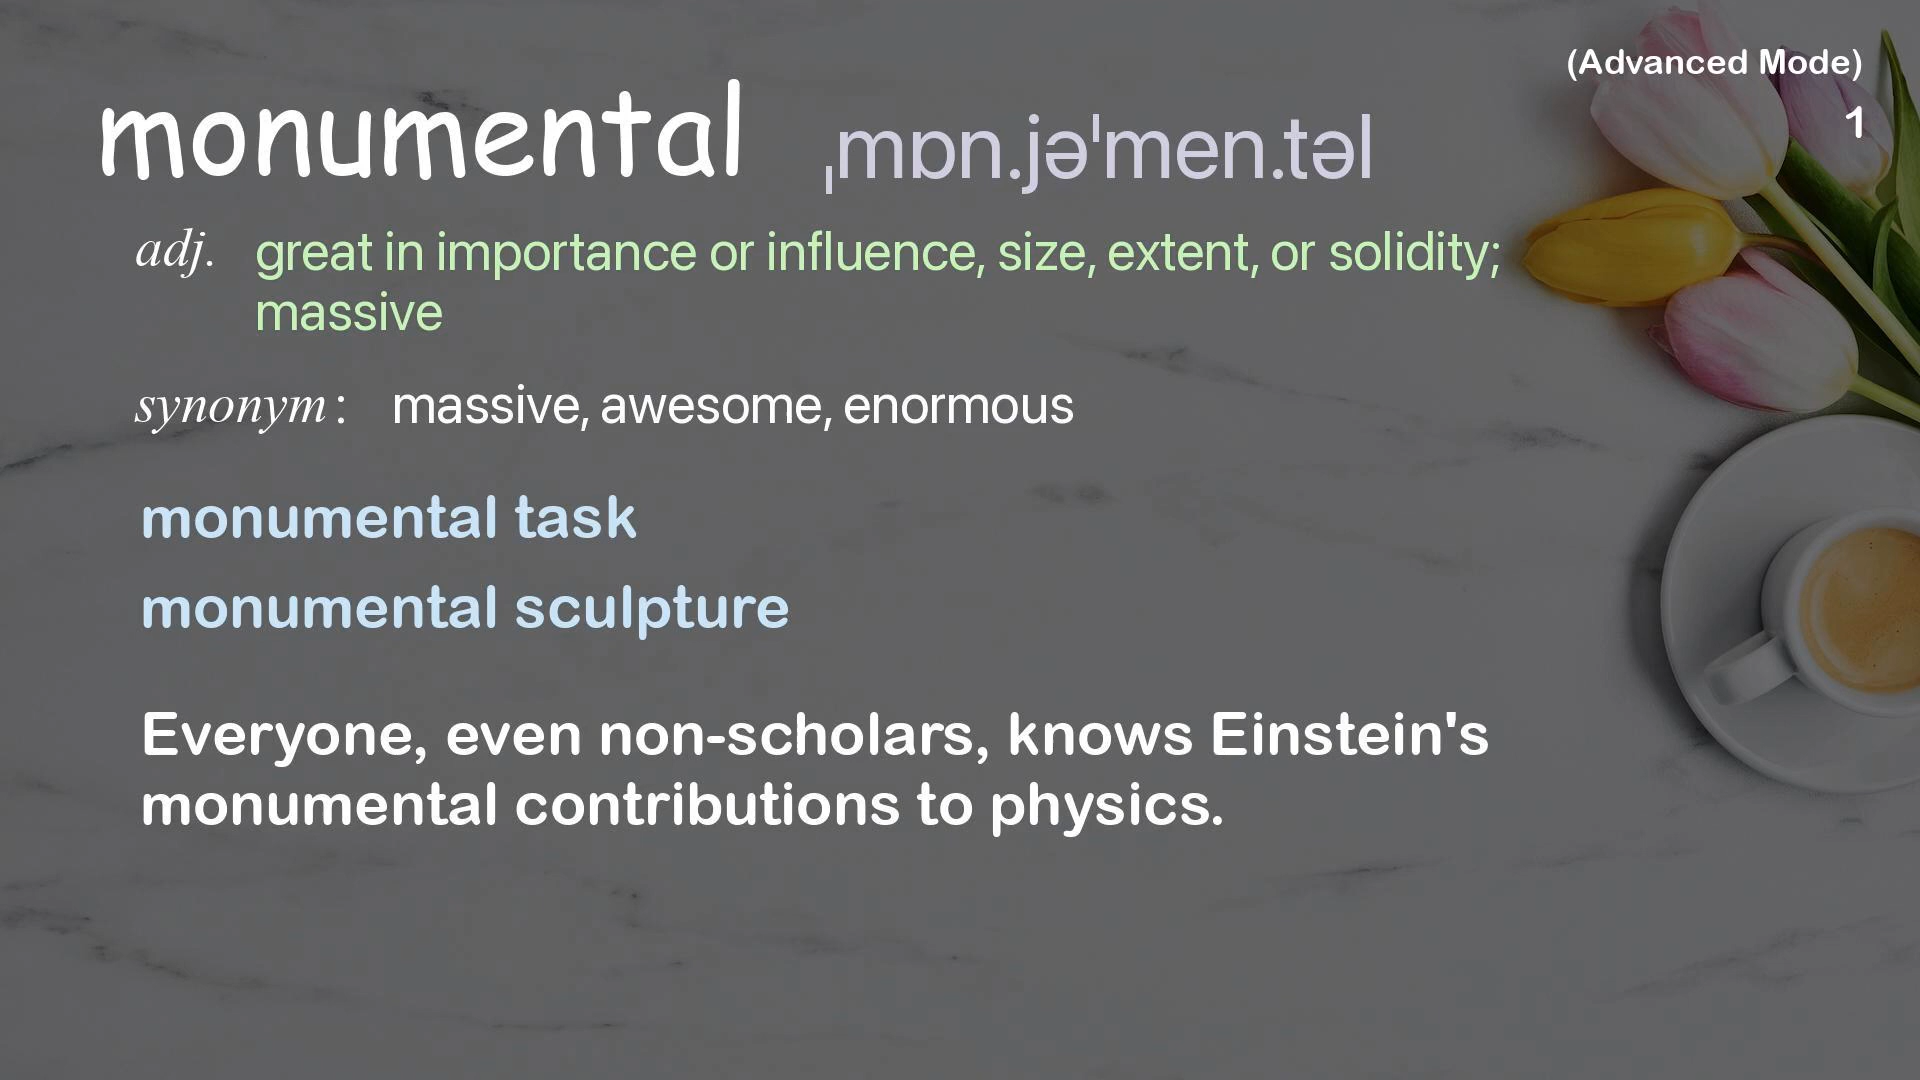 (Advanced Mode)
1
monumental ˌmɒn.jəˈmen.təl
adj. great in importance or influence, size, extent, or solidity;
massive
synonym: massive, awesome, enormous
monumental task
monumental sculpture
Everyone, even non-scholars, knows Einstein's
monumental contributions to physics.